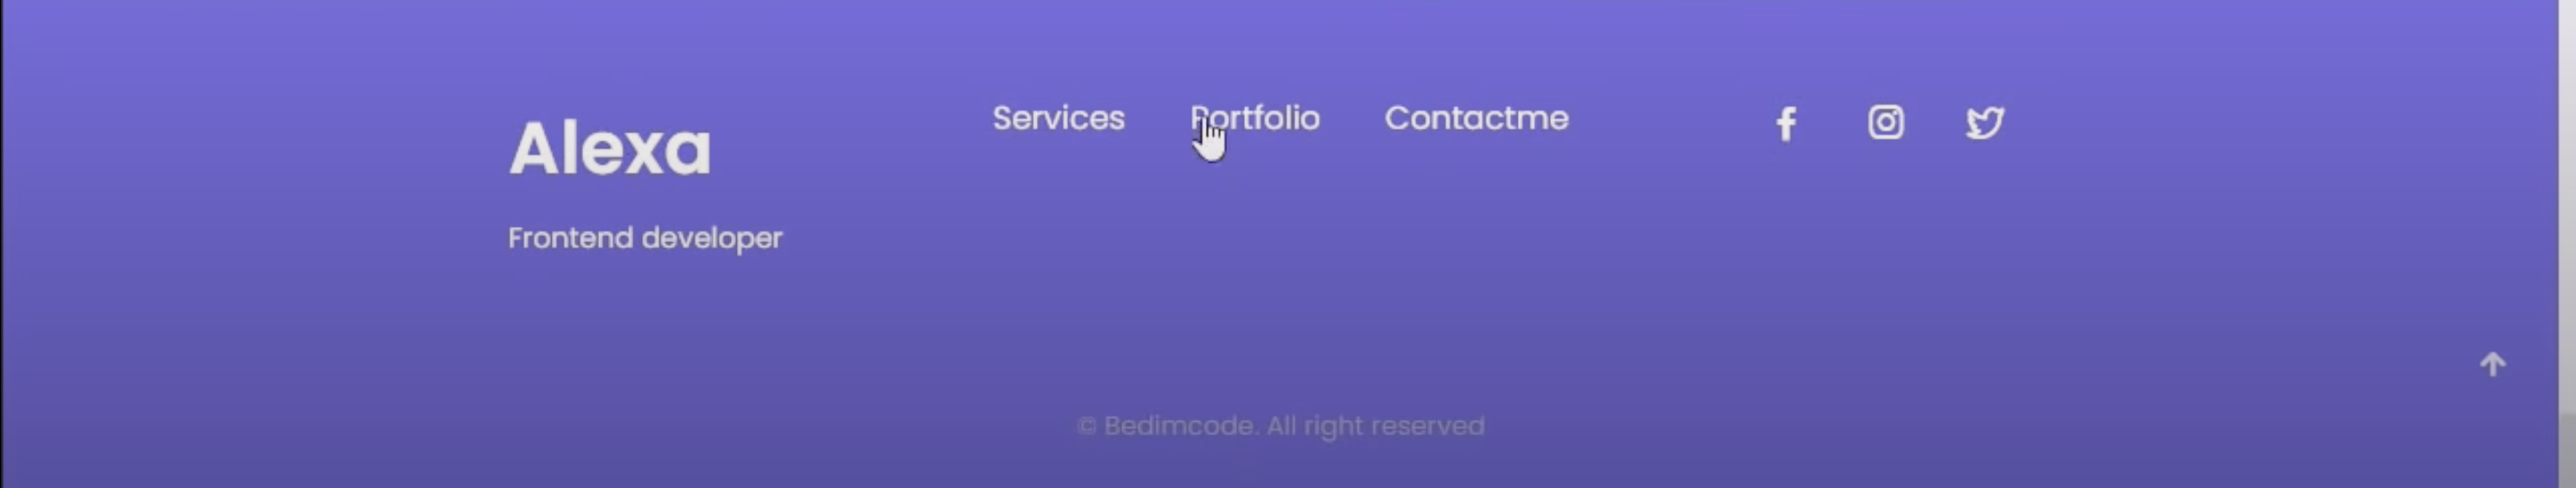 Alexa
Frontend developer
Services Portfolio Contactme
© Bedimcode. All right reserved